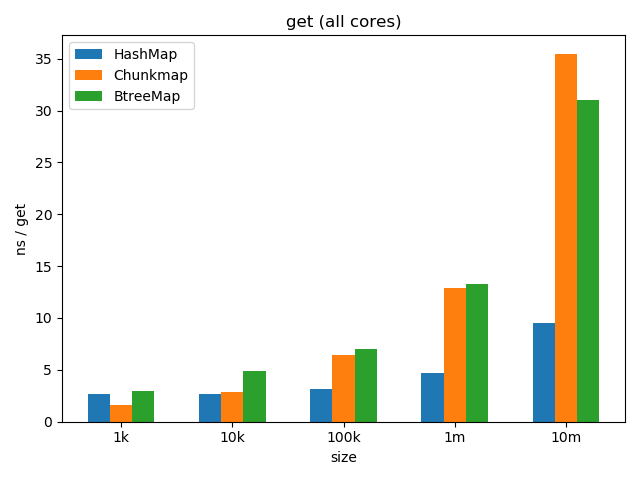 get (all cores)
HashMap
Chunkmap
BtreeMap
ns / get
35
30
25
20
15
10
5
0
1k 10k 100k 1m 10m
size